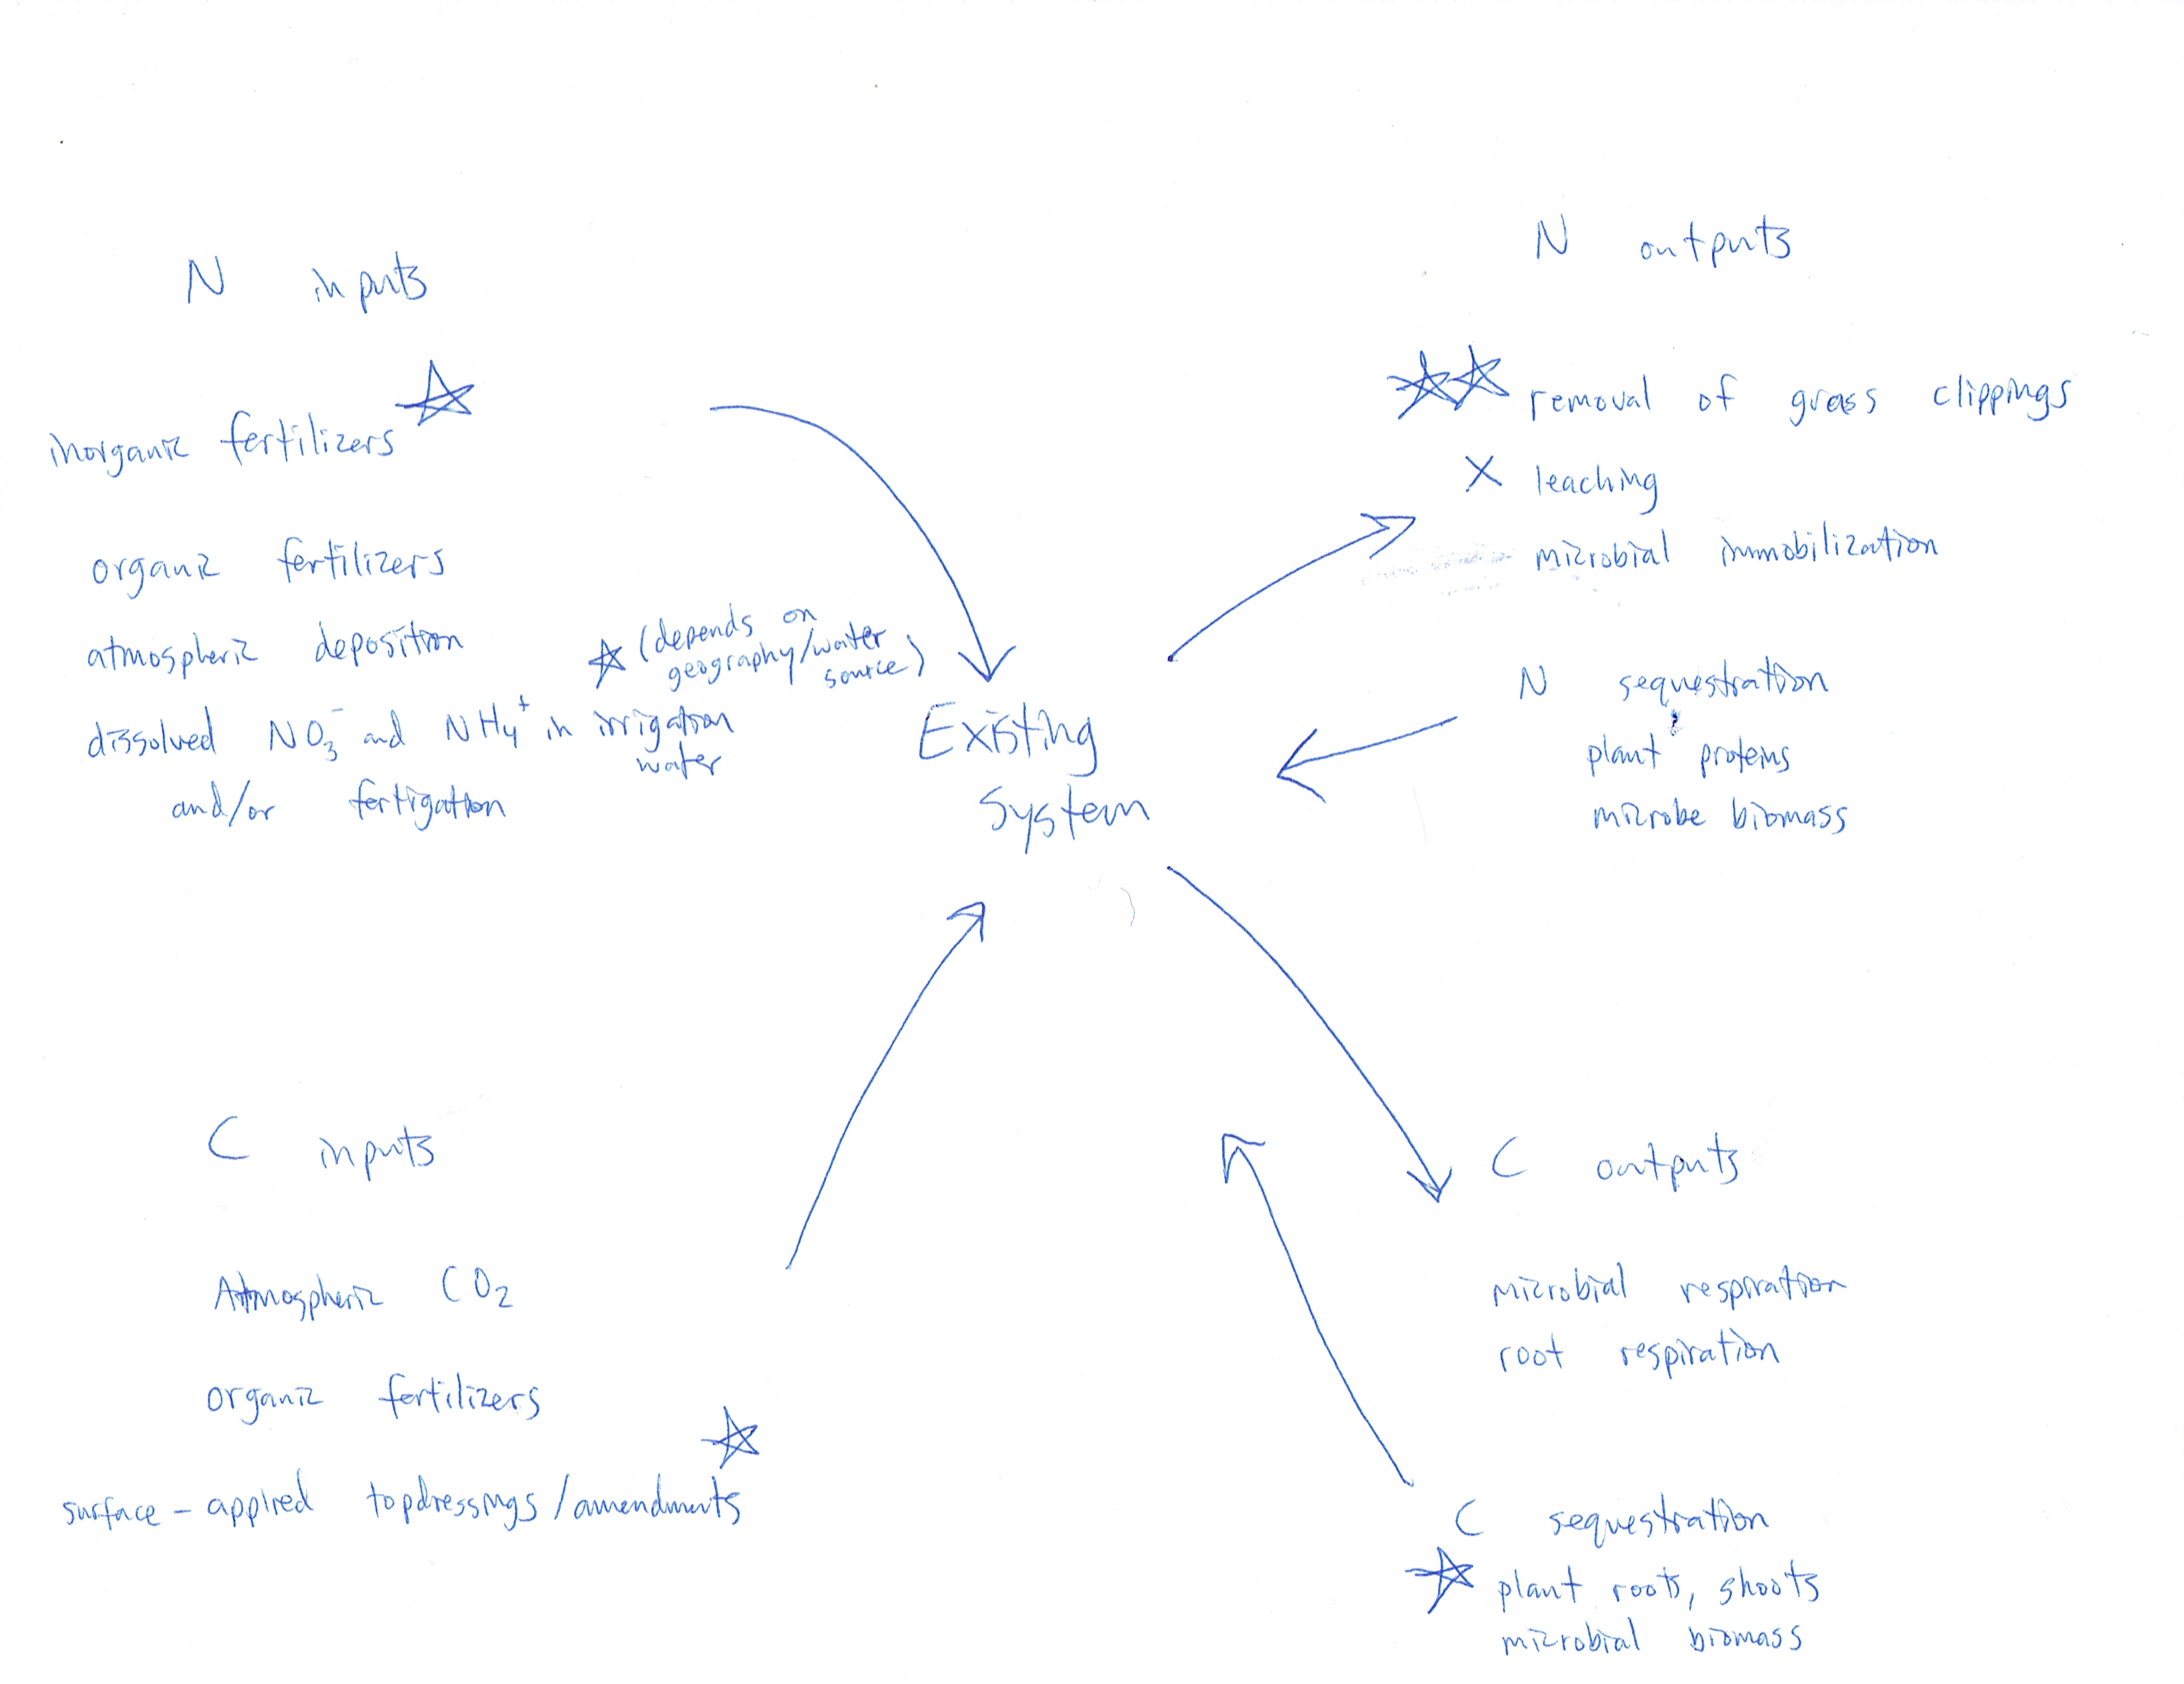 N inputs
inorganic fertilizers
organic fertilizers
atmospheric deposition
(depends on geography/water source)
dissolved NO3- and NH4+ in irrigation water
and/or fertigation
N outputs
removal of grass clippings
X leaching
microbial immobilization
N sequestration
plant proteins
microbe biomass
Existing
System
C inputs
Atmospheric CO2
organic fertilizers
surface-applied topdressings/amendments
C outputs
microbial respiration
root respiration
C sequestration
plant roots, shoots
microbial biomass